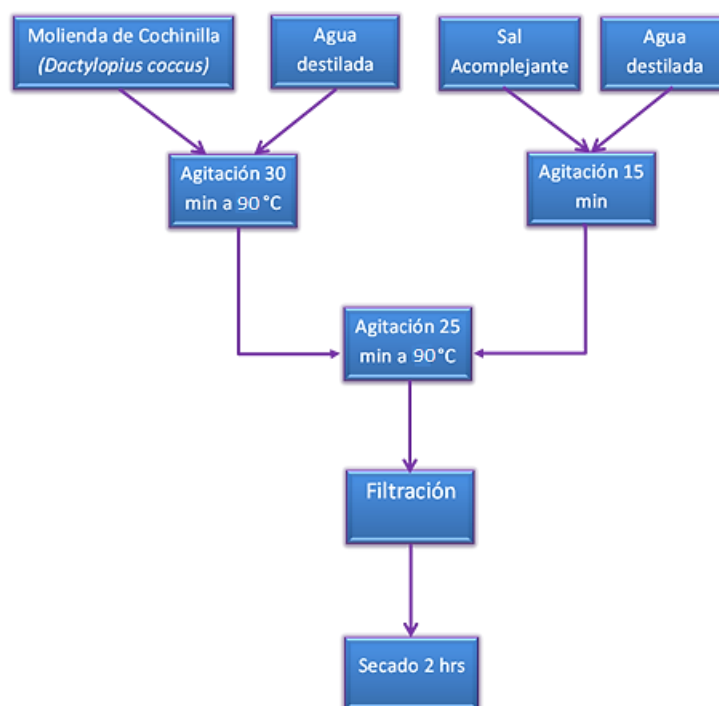 Molienda de Cochinilla
(Dactylopius coccus)
Agua
destilada
Sal
Acomplejante
Agua
destilada
Agitación 30
min a 90 °C
Agitación 15
min
Agitación 25
min a 90°C
Filtración
Secado 2 hrs